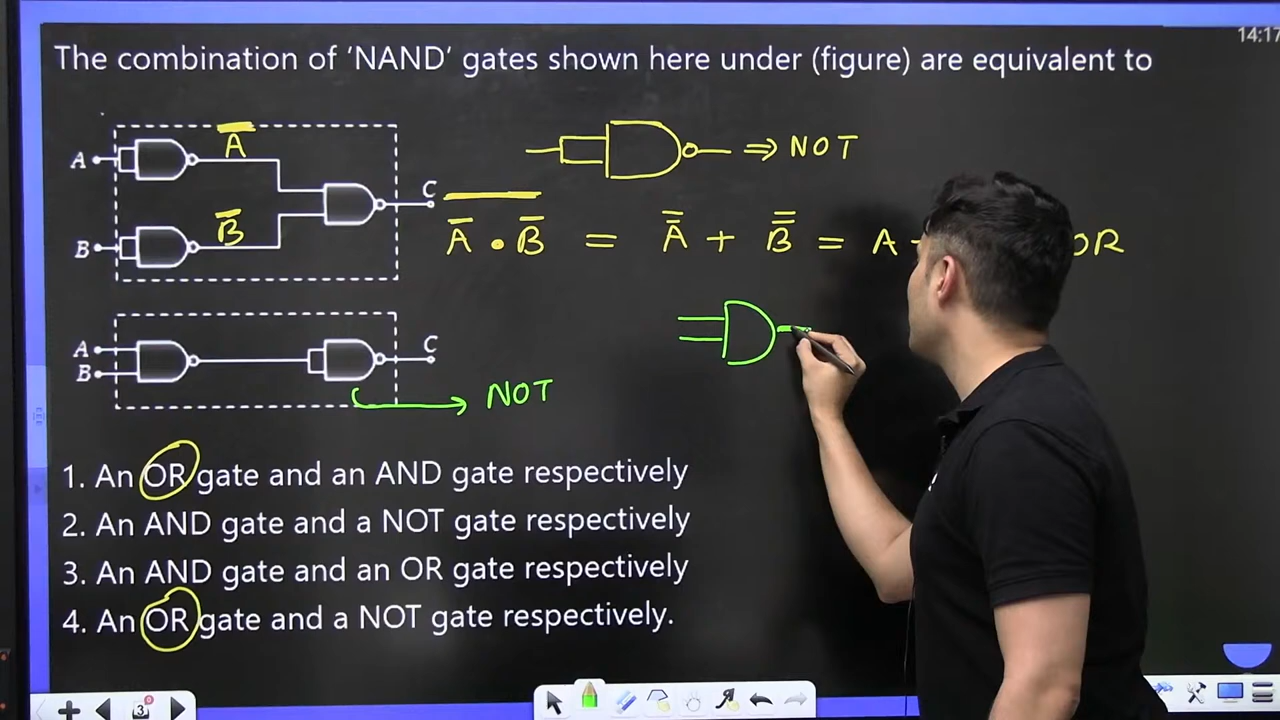 14:17
The combination of ‘NAND’ gates shown here under (figure) are equivalent to
A A̅
B B̅ C
⇒ NOT
A̅ • B̅ = A̿ + B̿ = A + OR
A
B C
NOT
1. An OR gate and an AND gate respectively
2. An AND gate and a NOT gate respectively
3. An AND gate and an OR gate respectively
4. An OR gate and a NOT gate respectively.
3